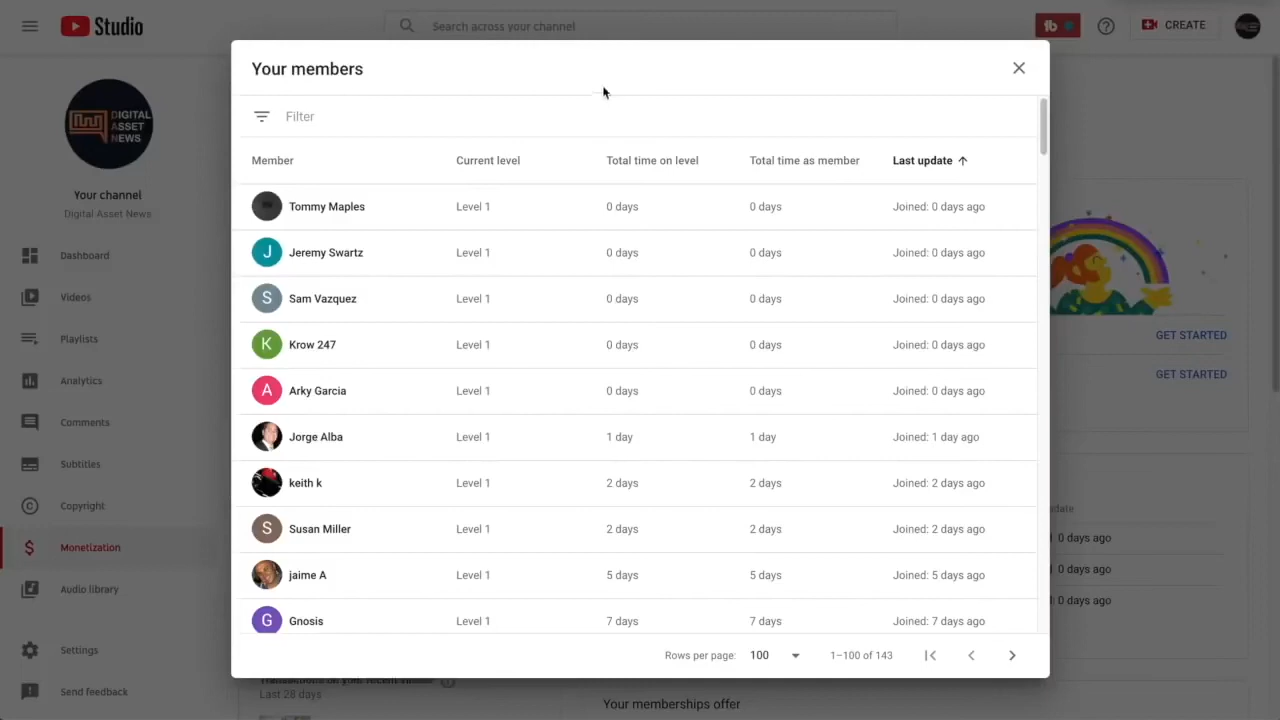 Studio
Search across your channel
CREATE
Your members
Filter
Member Current level Total time on level Total time as member Last update
Tommy Maples Level 1 0 days 0 days Joined: 0 days ago
J Jeremy Swartz Level 1 0 days 0 days Joined: 0 days ago
S Sam Vazquez Level 1 0 days 0 days Joined: 0 days ago
K Krow 247 Level 1 0 days 0 days Joined: 0 days ago
A Arky Garcia Level 1 0 days 0 days Joined: 0 days ago
Jorge Alba Level 1 1 day 1 day Joined: 1 day ago
keith k Level 1 2 days 2 days Joined: 2 days ago
S Susan Miller Level 1 2 days 2 days Joined: 2 days ago
jaime A Level 1 5 days 5 days Joined: 5 days ago
G Gnosis Level 1 7 days 7 days Joined: 7 days ago
Rows per page: 100 1–100 of 143
DIGITAL
ASSET
NEWS
Your channel
Digital Asset News
Dashboard
Videos
Playlists
Analytics
Comments
Subtitles
Copyright
Monetization
Audio library
Settings
Send feedback
GET STARTED
GET STARTED
0 days ago
0 days ago
0 days ago
Last 28 days
Your memberships offer